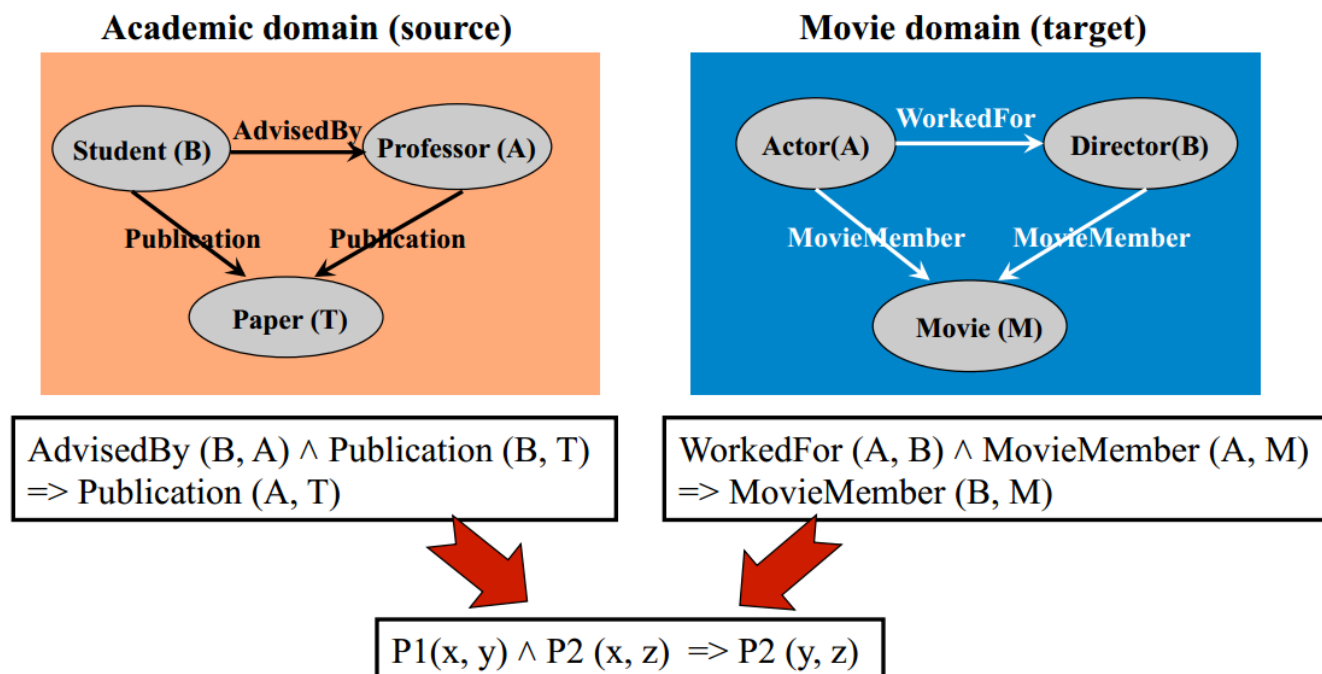 Academic domain (source)
Movie domain (target)
Student (B)
AdvisedBy
Professor (A)
Publication
Publication
Paper (T)
Actor(A)
WorkedFor
Director(B)
MovieMember
MovieMember
Movie (M)
AdvisedBy (B, A) ˄ Publication (B, T)
=> Publication (A, T)
WorkedFor (A, B) ˄ MovieMember (A, M)
=> MovieMember (B, M)
P1(x, y) ˄ P2 (x, z) => P2 (y, z)